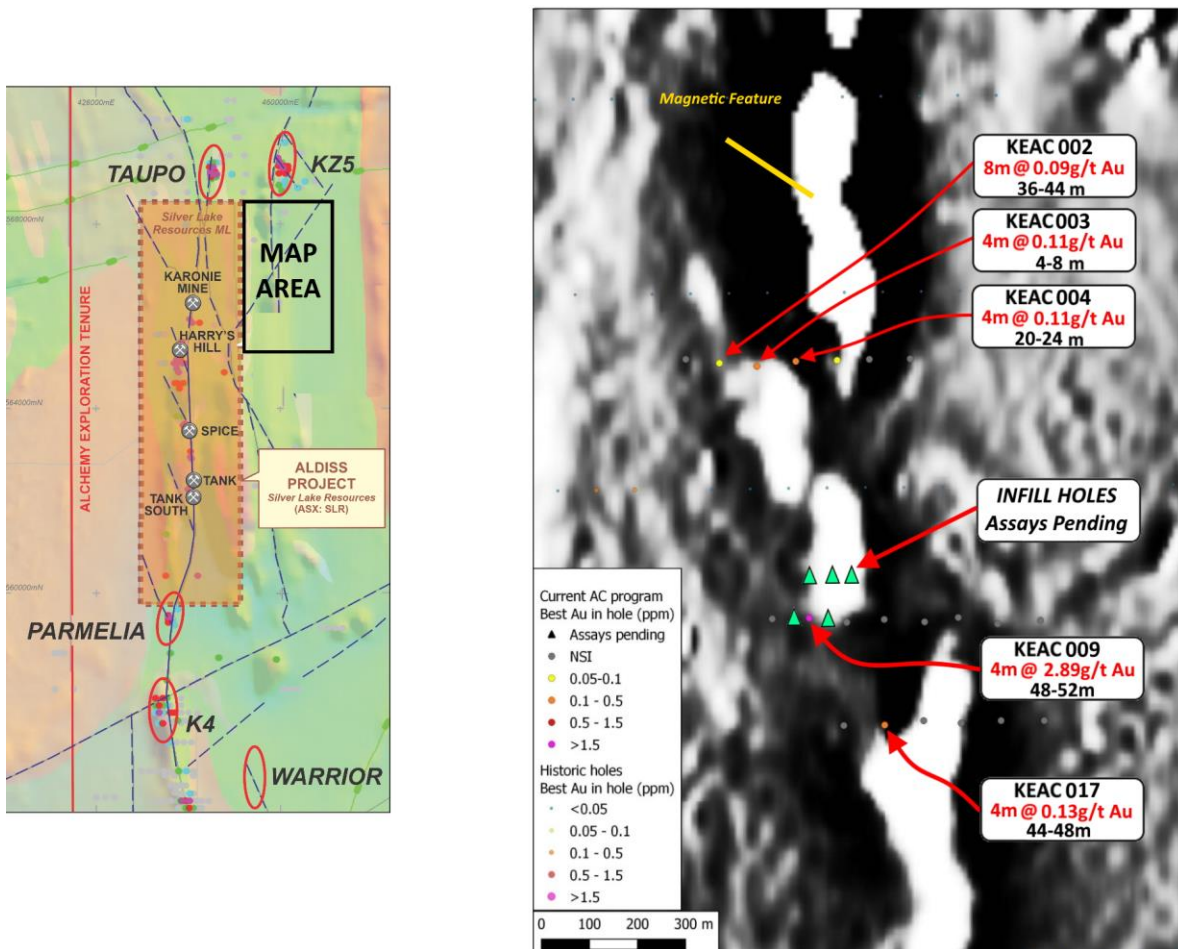 428000mE
460000mE
TAUPO
KZ5
568000mN
Silver Lake
Resources ML
MAP
AREA
KARONIE
MINE
HARRY'S
HILL
564000mN
SPICE
ALCHEMY EXPLORATION TENURE
TANK
TANK
SOUTH
ALDISS
PROJECT
Silver Lake Resources
(ASX: SLR)
560000mN
PARMELIA
K4
WARRIOR
Magnetic Feature
KEAC 002
8m @ 0.09g/t Au
36-44 m
KEAC 003
4m @ 0.11g/t Au
4-8 m
KEAC 004
4m @ 0.11g/t Au
20-24 m
INFILL HOLES
Assays Pending
KEAC 009
4m @ 2.89g/t Au
48-52m
KEAC 017
4m @ 0.13g/t Au
44-48m
Current AC program
Best Au in hole (ppm)
Assays pending
NSI
0.05-0.1
0.1 - 0.5
0.5 - 1.5
>1.5
Historic holes
Best Au in hole (ppm)
<0.05
0.05 - 0.1
0.1 - 0.5
0.5 - 1.5
>1.5
0 100 200 300 m